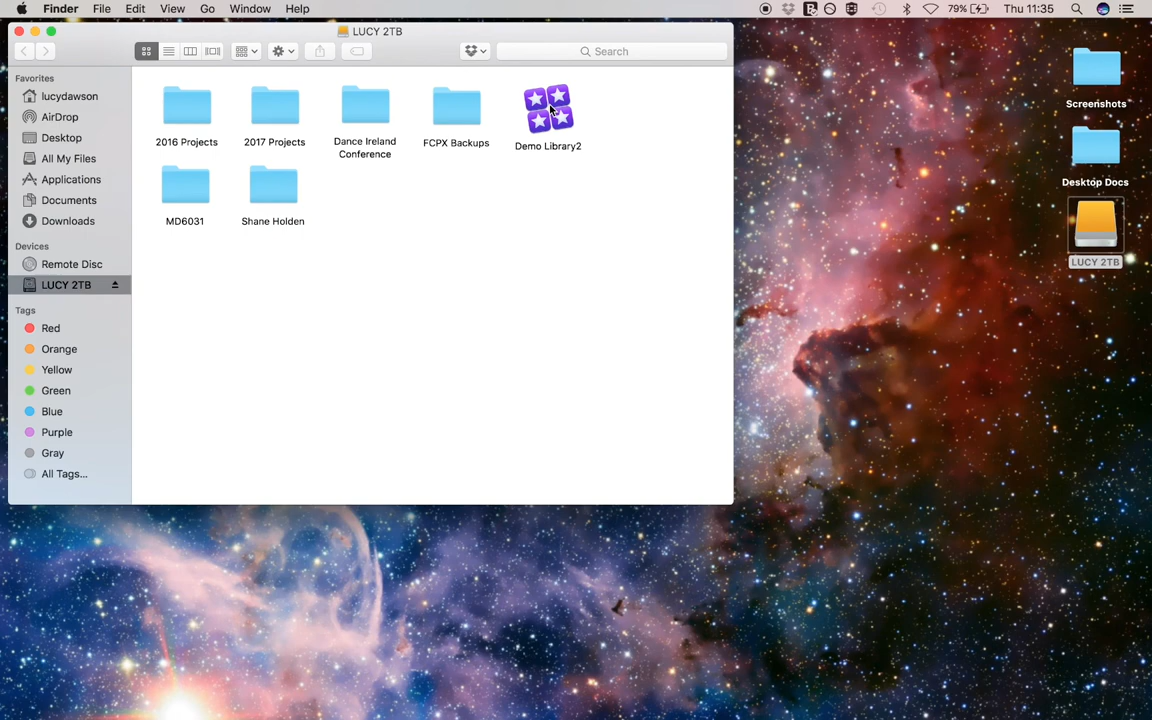 Finder File Edit View Go Window Help 79% Thu 11:35
LUCY 2TB
Search
Favorites
lucydawson
AirDrop
Desktop
All My Files
Applications
Documents
Downloads
Devices
Remote Disc
LUCY 2TB
Tags
Red
Orange
Yellow
Green
Blue
Purple
Gray
All Tags...
2016 Projects
2017 Projects
Dance Ireland
Conference
FCPX Backups
Demo Library2
MD6031
Shane Holden
Screenshots
Desktop Docs
LUCY 2TB